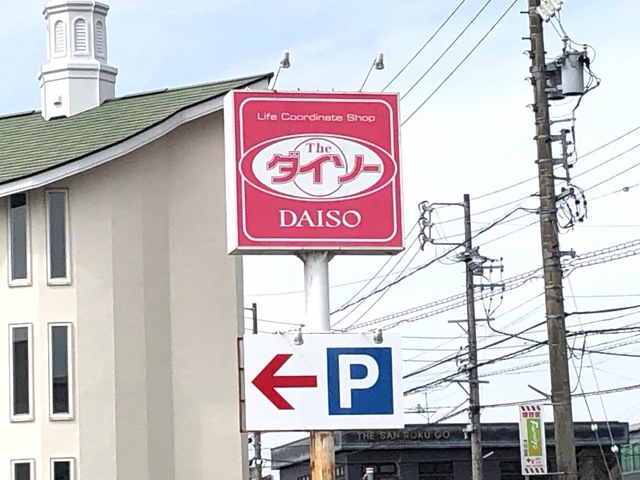 Life Coordinate Shop
The
ダイソー
DAISO
P
THE SAN ROKU GO